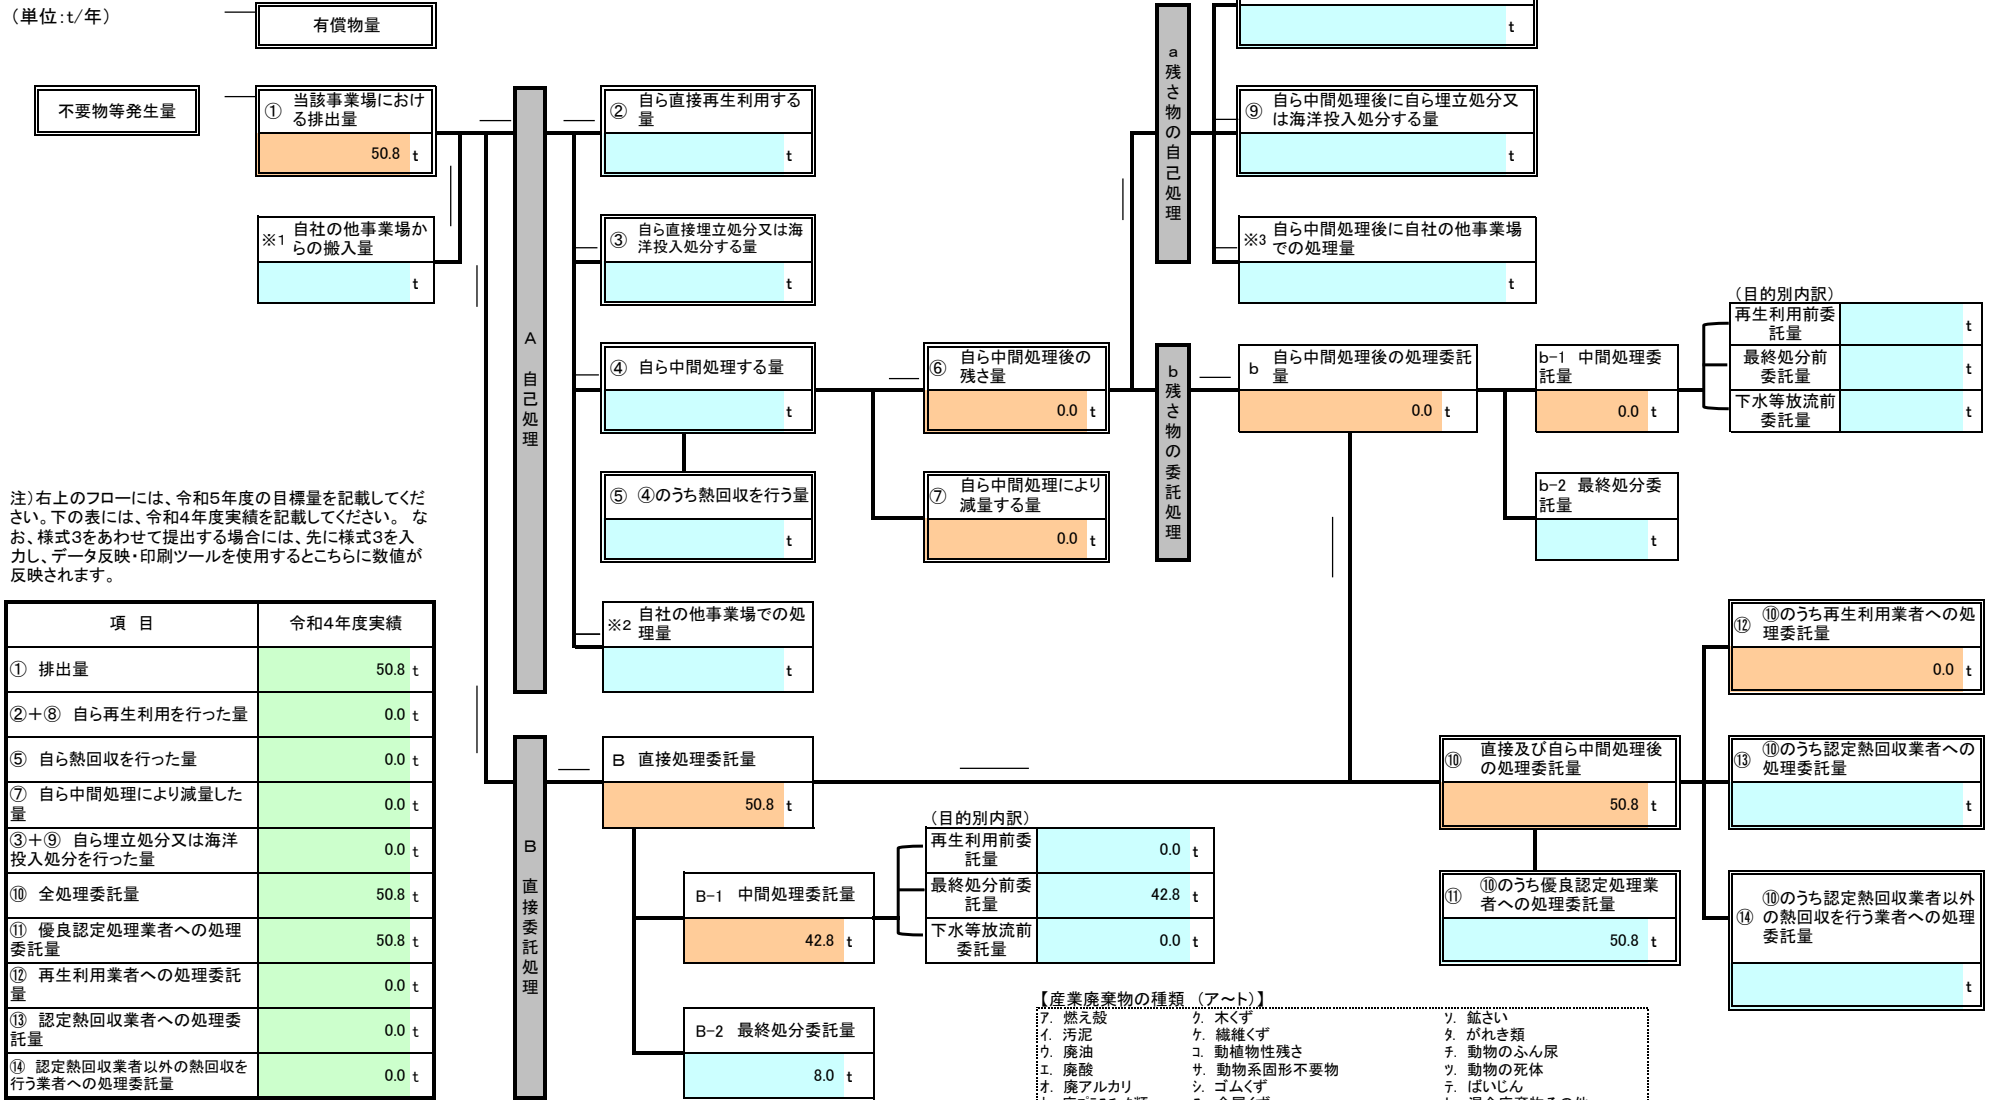 （単位:t/年）
有償物量
t
不要物等発生量
① 当該事業場におけ
る排出量
50.8 t
※1 自社の他事業場か
らの搬入量
t
A 自己処理
② 自ら直接再生利用する
量
t
③ 自ら直接埋立処分又は海
洋投入処分する量
t
④ 自ら中間処理する量
t
⑤ ④のうち熱回収を行う量
t
※2 自社の他事業場での処
理量
t
⑥ 自ら中間処理後の
残さ量
0.0 t
⑦ 自ら中間処理により
減量する量
0.0 t
a 残さ物の自己処理
⑨ 自ら中間処理後に自ら埋立処分又
は海洋投入処分する量
t
※3 自ら中間処理後に自社の他事業場
での処理量
t
b 残さ物の委託処理
b 自ら中間処理後の処理委託
量
0.0 t
b-1 中間処理委
託量
0.0 t
b-2 最終処分委
託量
t
（目的別内訳）
再生利用前委
託量
t
最終処分前
委託量
t
下水等放流前
委託量
t
注）右上のフローには、令和5年度の目標量を記載してくだ
さい。下の表には、令和4年度実績を記載してください。 な
お、様式3をあわせて提出する場合には、先に様式3を入
力し、データ反映・印刷ツールを使用するとこちらに数値が
反映されます。
項 目 令和4年度実績
① 排出量 50.8 t
②＋⑧ 自ら再生利用を行った量 0.0 t
⑤ 自ら熱回収を行った量 0.0 t
⑦ 自ら中間処理により減量した
量 0.0 t
③＋⑨ 自ら埋立処分又は海洋
投入処分を行った量 0.0 t
⑩ 全処理委託量 50.8 t
⑪ 優良認定処理業者への処理
委託量 50.8 t
⑫ 再生利用業者への処理委託
量 0.0 t
⑬ 認定熱回収業者への処理委
託量 0.0 t
⑭ 認定熱回収業者以外の熱回収を
行う業者への処理委託量 0.0 t
B 直接委託処理
B 直接処理委託量
50.8 t
B-1 中間処理委託量
42.8 t
B-2 最終処分委託量
8.0 t
（目的別内訳）
再生利用前委
託量 0.0 t
最終処分前委
託量 42.8 t
下水等放流前
委託量 0.0 t
⑩ 直接及び自ら中間処理後
の処理委託量
50.8 t
⑪ ⑩のうち優良認定処理業
者への処理委託量
50.8 t
⑫ ⑩のうち再生利用業者への処
理委託量
0.0 t
⑬ ⑩のうち認定熱回収業者への
処理委託量
t
⑭ ⑩のうち認定熱回収業者以外
の熱回収を行う業者への処理
委託量
t
【産業廃棄物の種類 （ア～ト）】
ア. 燃え殻 ク. 木くず ソ. 鉱さい
イ. 汚泥 ケ. 繊維くず タ. がれき類
ウ. 廃油 コ. 動植物性残さ チ. 動物のふん尿
エ. 廃酸 サ. 動物系固形不要物 ツ. 動物の死体
オ. 廃アルカリ シ. ゴムくず テ. ばいじん